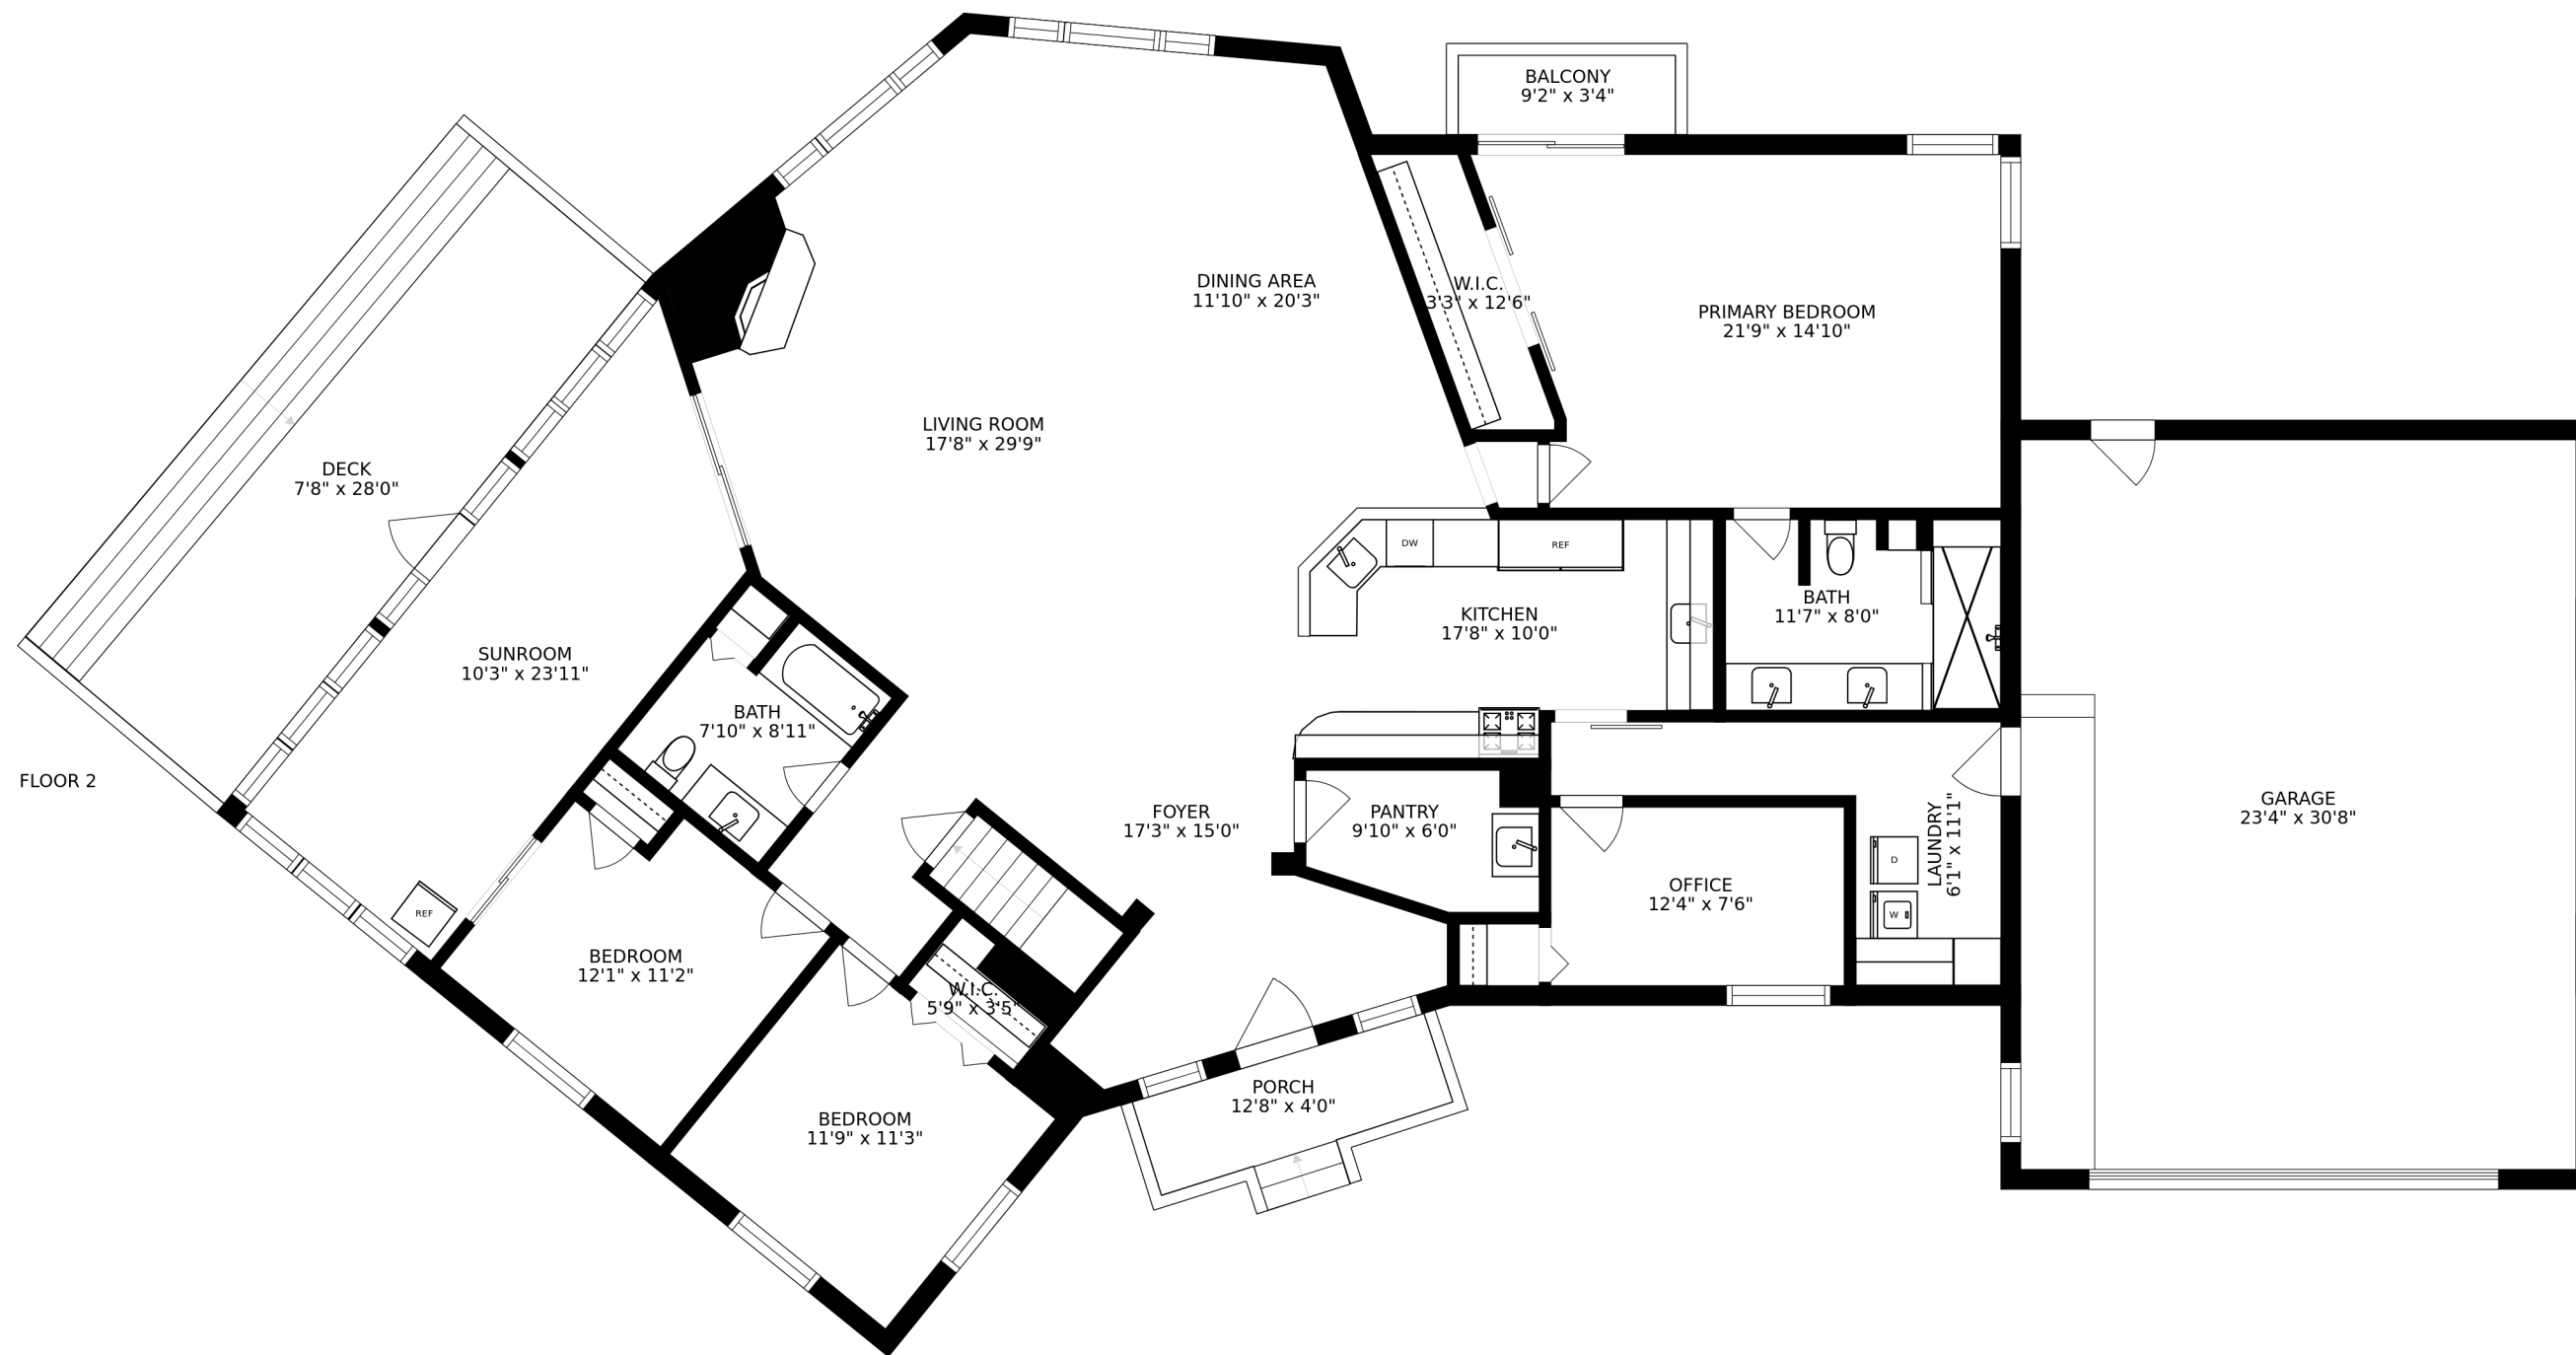 BALCONY
9'2" x 3'4"
DINING AREA
11'10" x 20'3"
W.I.C.
3'3" x 12'6"
PRIMARY BEDROOM
21'9" x 14'10"
LIVING ROOM
17'8" x 29'9"
DECK
7'8" x 28'0"
DW
REF
KITCHEN
17'8" x 10'0"
BATH
11'7" x 8'0"
SUNROOM
10'3" x 23'11"
BATH
7'10" x 8'11"
FLOOR 2
FOYER
17'3" x 15'0"
PANTRY
9'10" x 6'0"
GARAGE
23'4" x 30'8"
LAUNDRY
6'1" x 11'1"
D
W
OFFICE
12'4" x 7'6"
REF
BEDROOM
12'1" x 11'2"
W.I.C.
5'9" x 3'5"
PORCH
12'8" x 4'0"
BEDROOM
11'9" x 11'3"